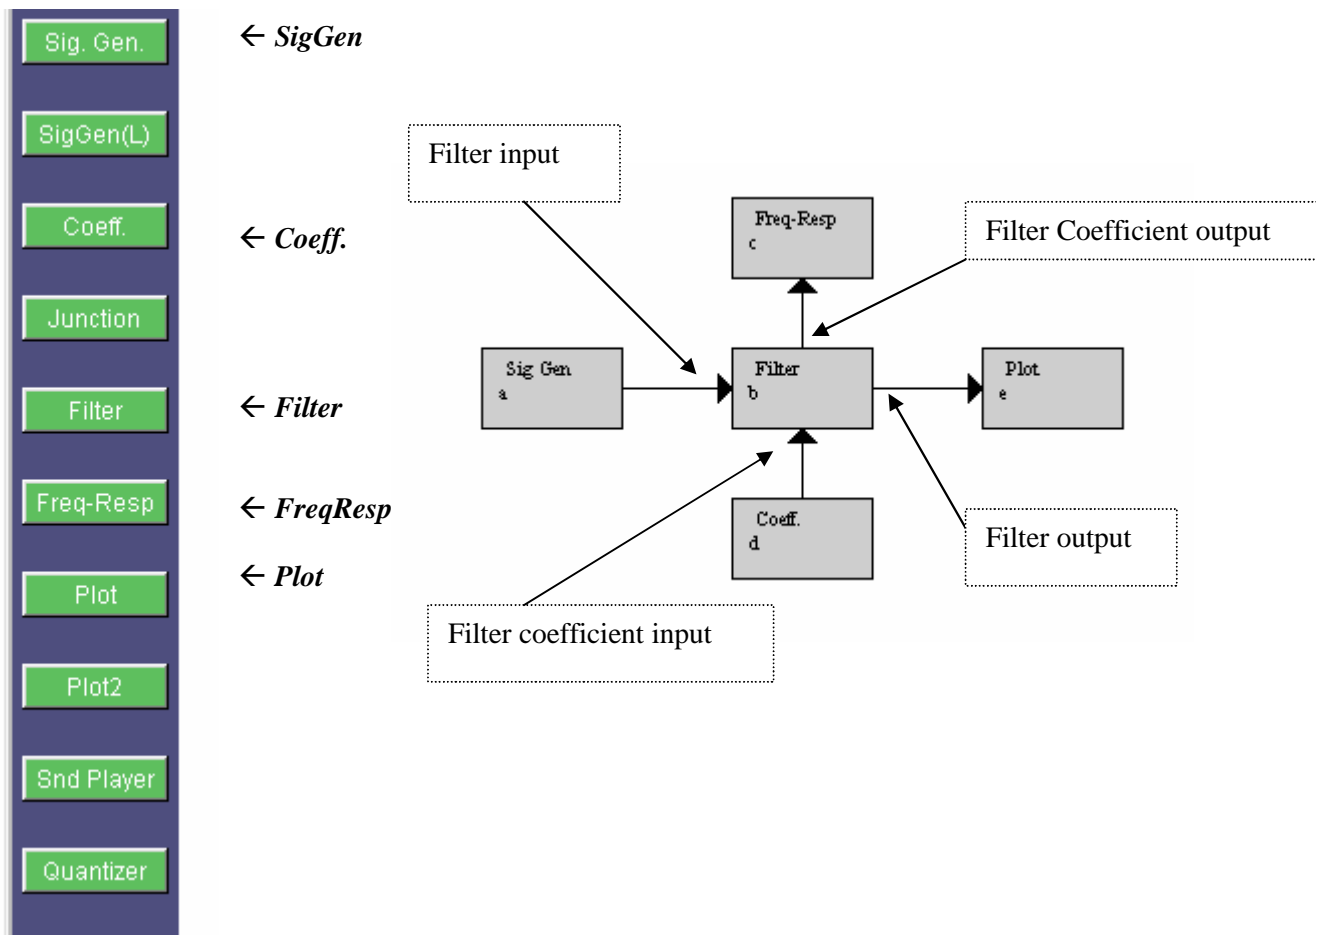 Sig. Gen.
SigGen(L)
Coeff.
Junction
Filter
Freq-Resp
Plot
Plot2
Snd Player
Quantizer
← SigGen
← Coeff.
← Filter
← FreqResp
← Plot
Filter input
Freq-Resp
c
Filter Coefficient output
Sig Gen
a
Filter
b
Plot
e
Coeff.
d
Filter output
Filter coefficient input